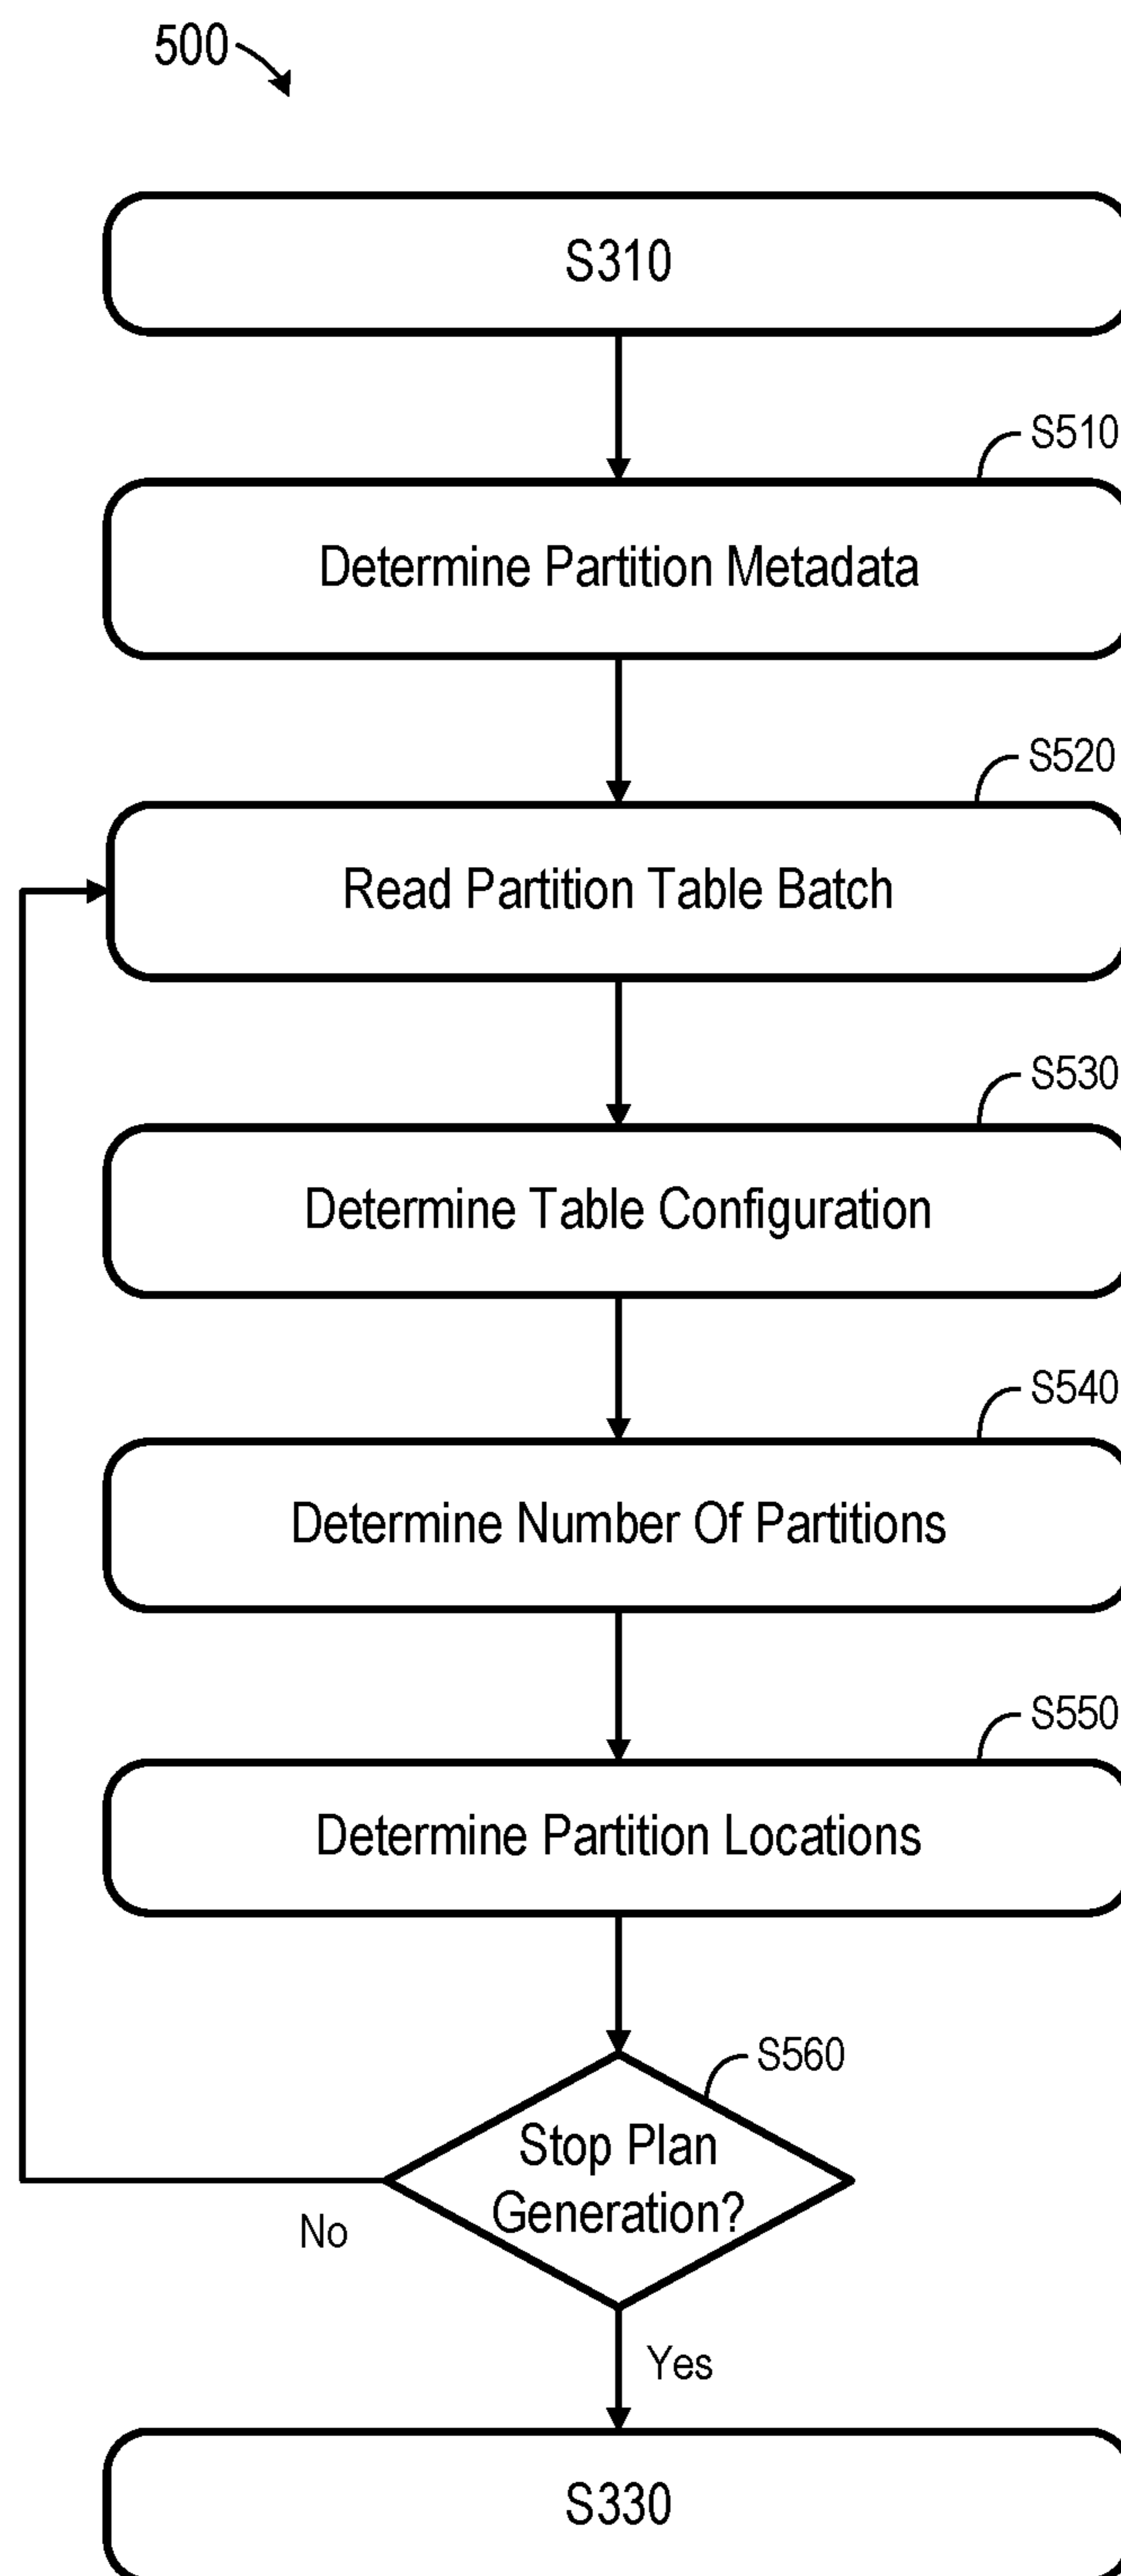 500
S310
S510
Determine Partition Metadata
S520
Read Partition Table Batch
S530
Determine Table Configuration
S540
Determine Number Of Partitions
S550
Determine Partition Locations
S560
Stop Plan
Generation?
No
Yes
S330